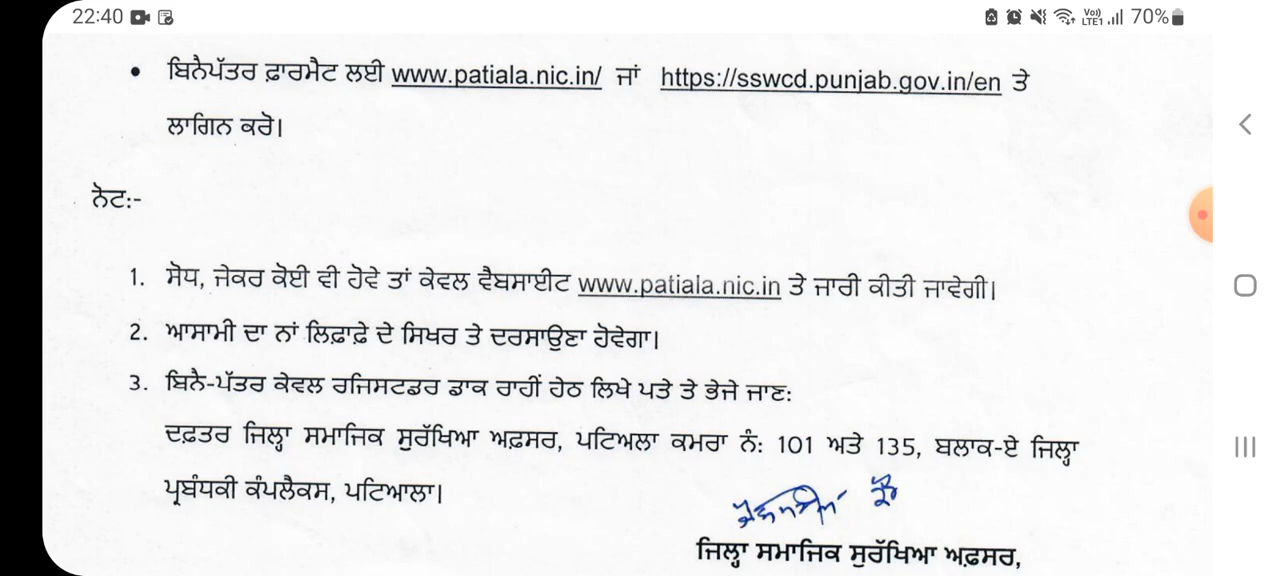 22:40
Vo)) LTE1 70%
• ਬਿਨੈਪੱਤਰ ਫ਼ਾਰਮੈਟ ਲਈ www.patiala.nic.in/ ਜਾਂ https://sswcd.punjab.gov.in/en ਤੇ
ਲਾਗਿਨ ਕਰੋ।
ਨੋਟ:-
1. ਸੋਧ, ਜੇਕਰ ਕੋਈ ਵੀ ਹੋਵੇ ਤਾਂ ਕੇਵਲ ਵੈਬਸਾਈਟ www.patiala.nic.in ਤੇ ਜਾਰੀ ਕੀਤੀ ਜਾਵੇਗੀ।
2. ਆਸਾਮੀ ਦਾ ਨਾਂ ਲਿਫ਼ਾਫ਼ੇ ਦੇ ਸਿਖਰ ਤੇ ਦਰਸਾਉਣਾ ਹੋਵੇਗਾ।
3. ਬਿਨੈ-ਪੱਤਰ ਕੇਵਲ ਰਜਿਸਟਡਰ ਡਾਕ ਰਾਹੀਂ ਹੇਠ ਲਿਖੇ ਪਤੇ ਤੇ ਭੇਜੇ ਜਾਣ:
ਦਫ਼ਤਰ ਜਿਲ੍ਹਾ ਸਮਾਜਿਕ ਸੁਰੱਖਿਆ ਅਫ਼ਸਰ, ਪਟਿਅਲਾ ਕਮਰਾ ਨੰ: 101 ਅਤੇ 135, ਬਲਾਕ-ਏ ਜਿਲ੍ਹਾ
ਪ੍ਰਬੰਧਕੀ ਕੰਪਲੈਕਸ, ਪਟਿਆਲਾ।
ਜਿਲ੍ਹਾ ਸਮਾਜਿਕ ਸੁਰੱਖਿਆ ਅਫ਼ਸਰ,